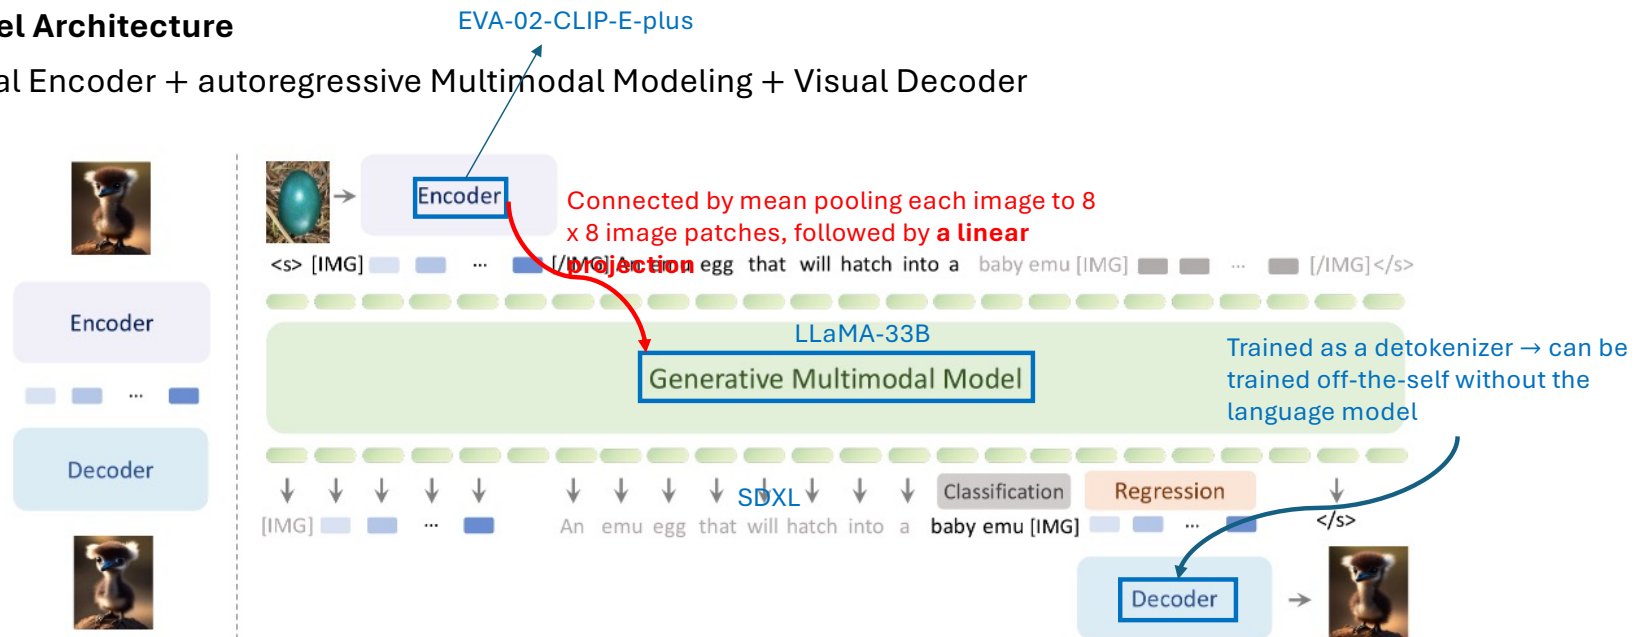 EVA-02-CLIP-E-plus
el Architecture
al Encoder + autoregressive Multimodal Modeling + Visual Decoder
Encoder
Connected by mean pooling each image to 8
x 8 image patches, followed by a linear
projection
<s> [IMG] ... [/IMG] An emu egg that will hatch into a baby emu [IMG] ... [/IMG]</s>
Encoder
...
Decoder
LLaMA-33B
Generative Multimodal Model
Trained as a detokenizer → can be
trained off-the-self without the
language model
SDXL
Classification
Regression
[IMG] ... An emu egg that will hatch into a baby emu [IMG] ... </s>
Decoder